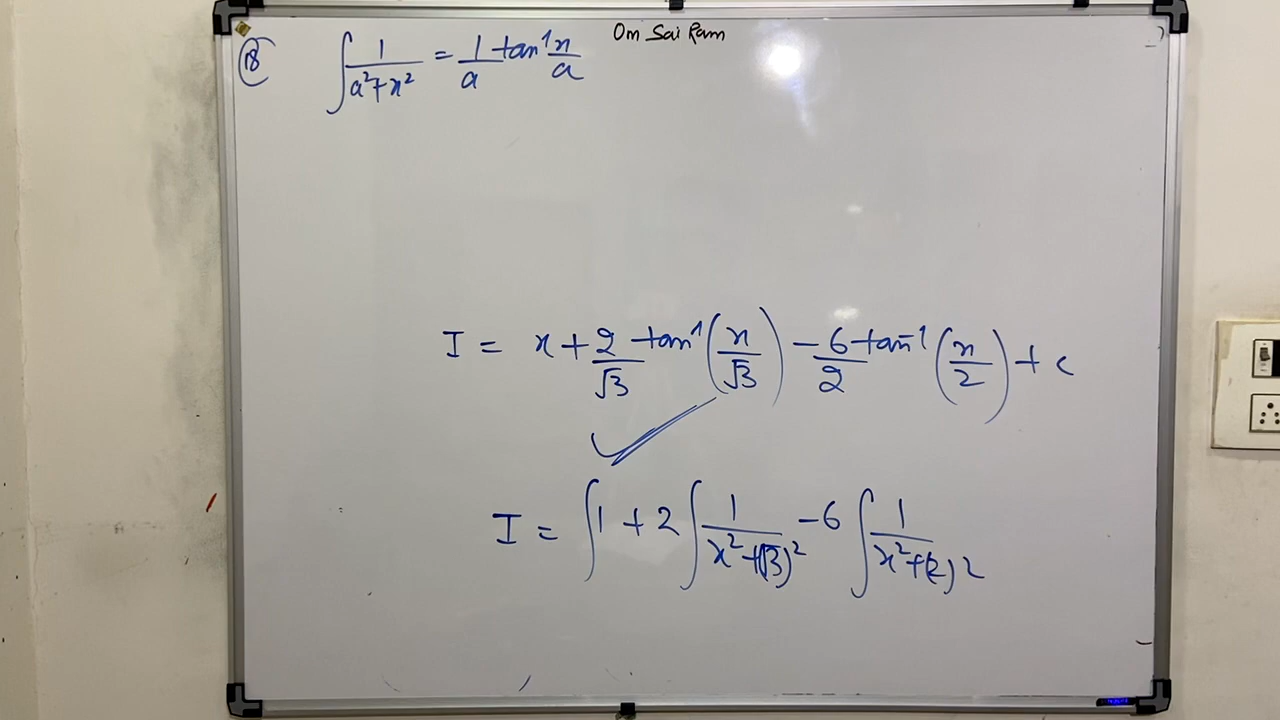 Om Sai Ram
18 ∫ 1/(a²+x²) = 1/a tan⁻¹ x/a
I = x + 2/√3 tan⁻¹ (x/√3) - 6/2 tan⁻¹ (x/2) + c
I = ∫ 1 + 2 ∫ 1/(x²+(√3)²) - 6 ∫ 1/(x²+(2)²)